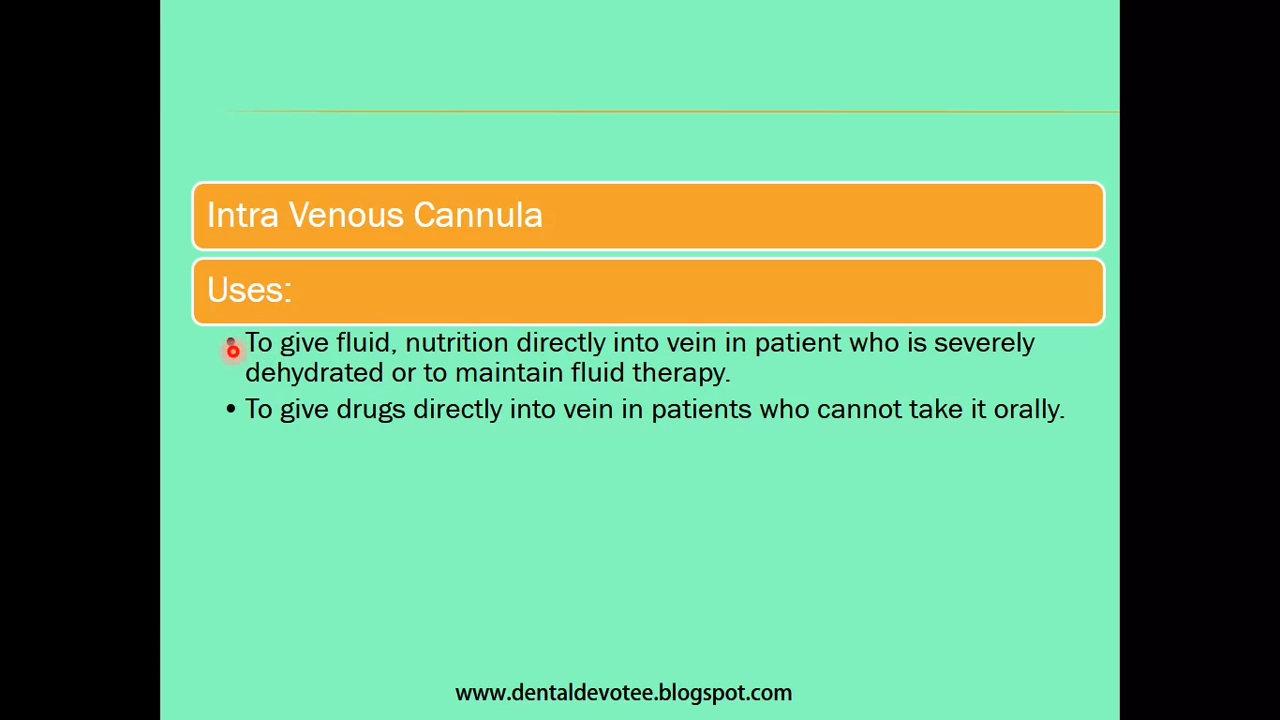 Intra Venous Cannula
Uses:
• To give fluid, nutrition directly into vein in patient who is severely
dehydrated or to maintain fluid therapy.
• To give drugs directly into vein in patients who cannot take it orally.
www.dentaldevotee.blogspot.com